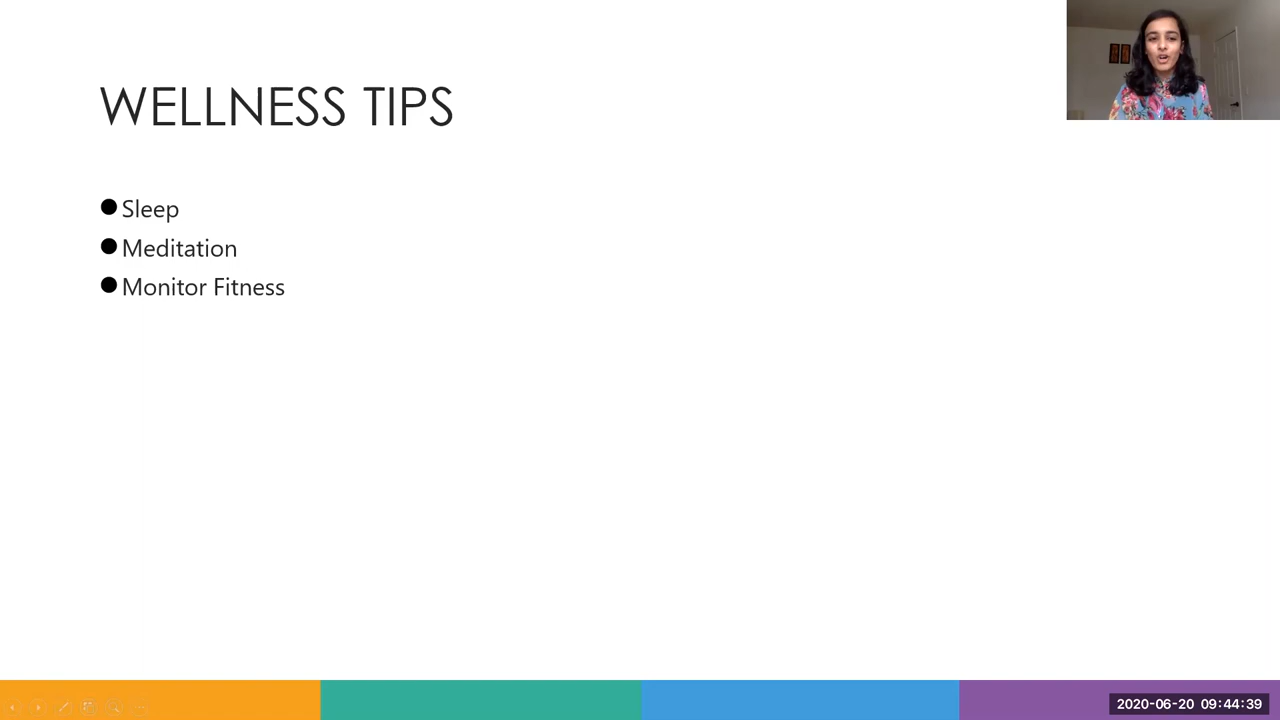 WELLNESS TIPS
Sleep
Meditation
Monitor Fitness
2020-06-20 09:44:39